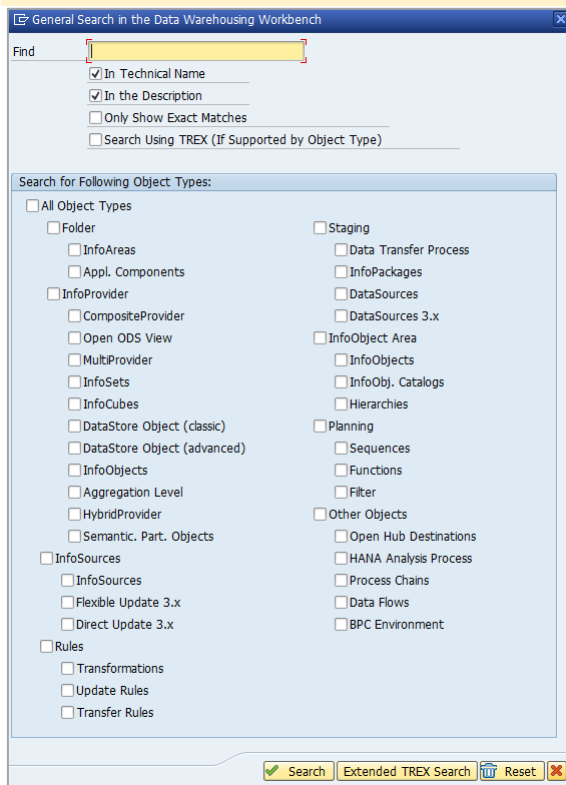 General Search in the Data Warehousing Workbench
Find
In Technical Name
In the Description
Only Show Exact Matches
Search Using TREX (If Supported by Object Type)
Search for Following Object Types:
All Object Types
Folder
InfoAreas
Appl. Components
InfoProvider
CompositeProvider
Open ODS View
MultiProvider
InfoSets
InfoCubes
DataStore Object (classic)
DataStore Object (advanced)
InfoObjects
Aggregation Level
HybridProvider
Semantic. Part. Objects
InfoSources
InfoSources
Flexible Update 3.x
Direct Update 3.x
Rules
Transformations
Update Rules
Transfer Rules
Staging
Data Transfer Process
InfoPackages
DataSources
DataSources 3.x
InfoObject Area
InfoObjects
InfoObj. Catalogs
Hierarchies
Planning
Sequences
Functions
Filter
Other Objects
Open Hub Destinations
HANA Analysis Process
Process Chains
Data Flows
BPC Environment
Search Extended TREX Search Reset